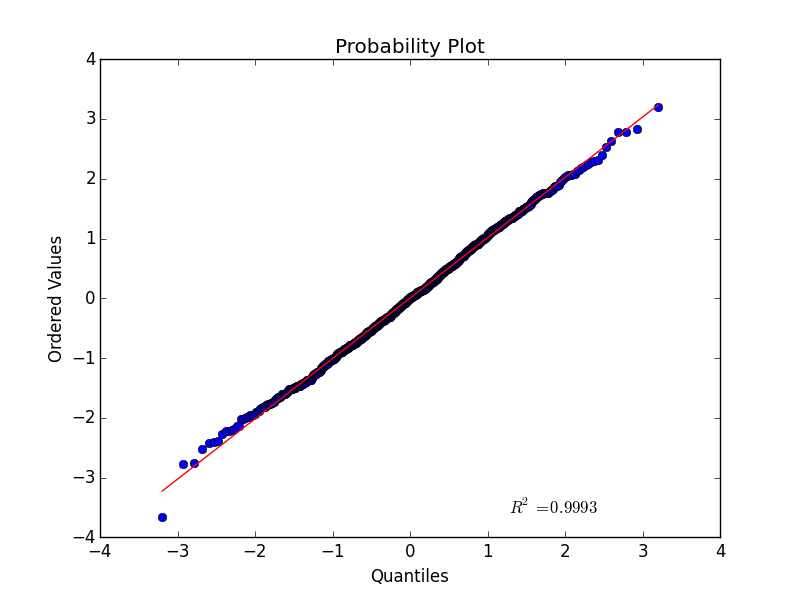 Probability Plot
4
3
2
1
0
−1
−2
−3
−4
Ordered Values
R² =0.9993
−4 −3 −2 −1 0 1 2 3 4
Quantiles